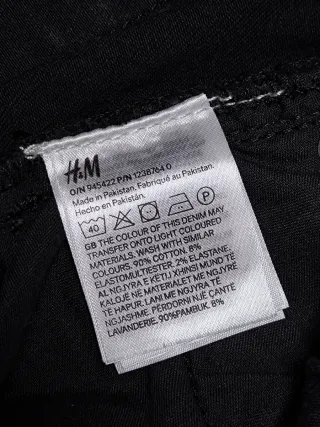 H&M
O/N 945422 P/N 1238764 0
Made in Pakistan. Fabriqué au Pakistan.
Hecho en Pakistán.
40 P
GB THE COLOUR OF THIS DENIM MAY
TRANSFER ONTO LIGHT COLOURED
MATERIALS. WASH WITH SIMILAR
COLOURS. 90% COTTON. 8%
ELASTOMULTIESTER. 2% ELASTANE.
AL NGJYRA E KETIJ XHINSI MUND TË
KALOJË NË MATERIALET ME NGJYRË
TË HAPUR. LANI ME NGJYRA TË
NGJASHME. PËRDORNI NJË ÇANTË
LAVANDERIE. 90%PAMBUK. 8%